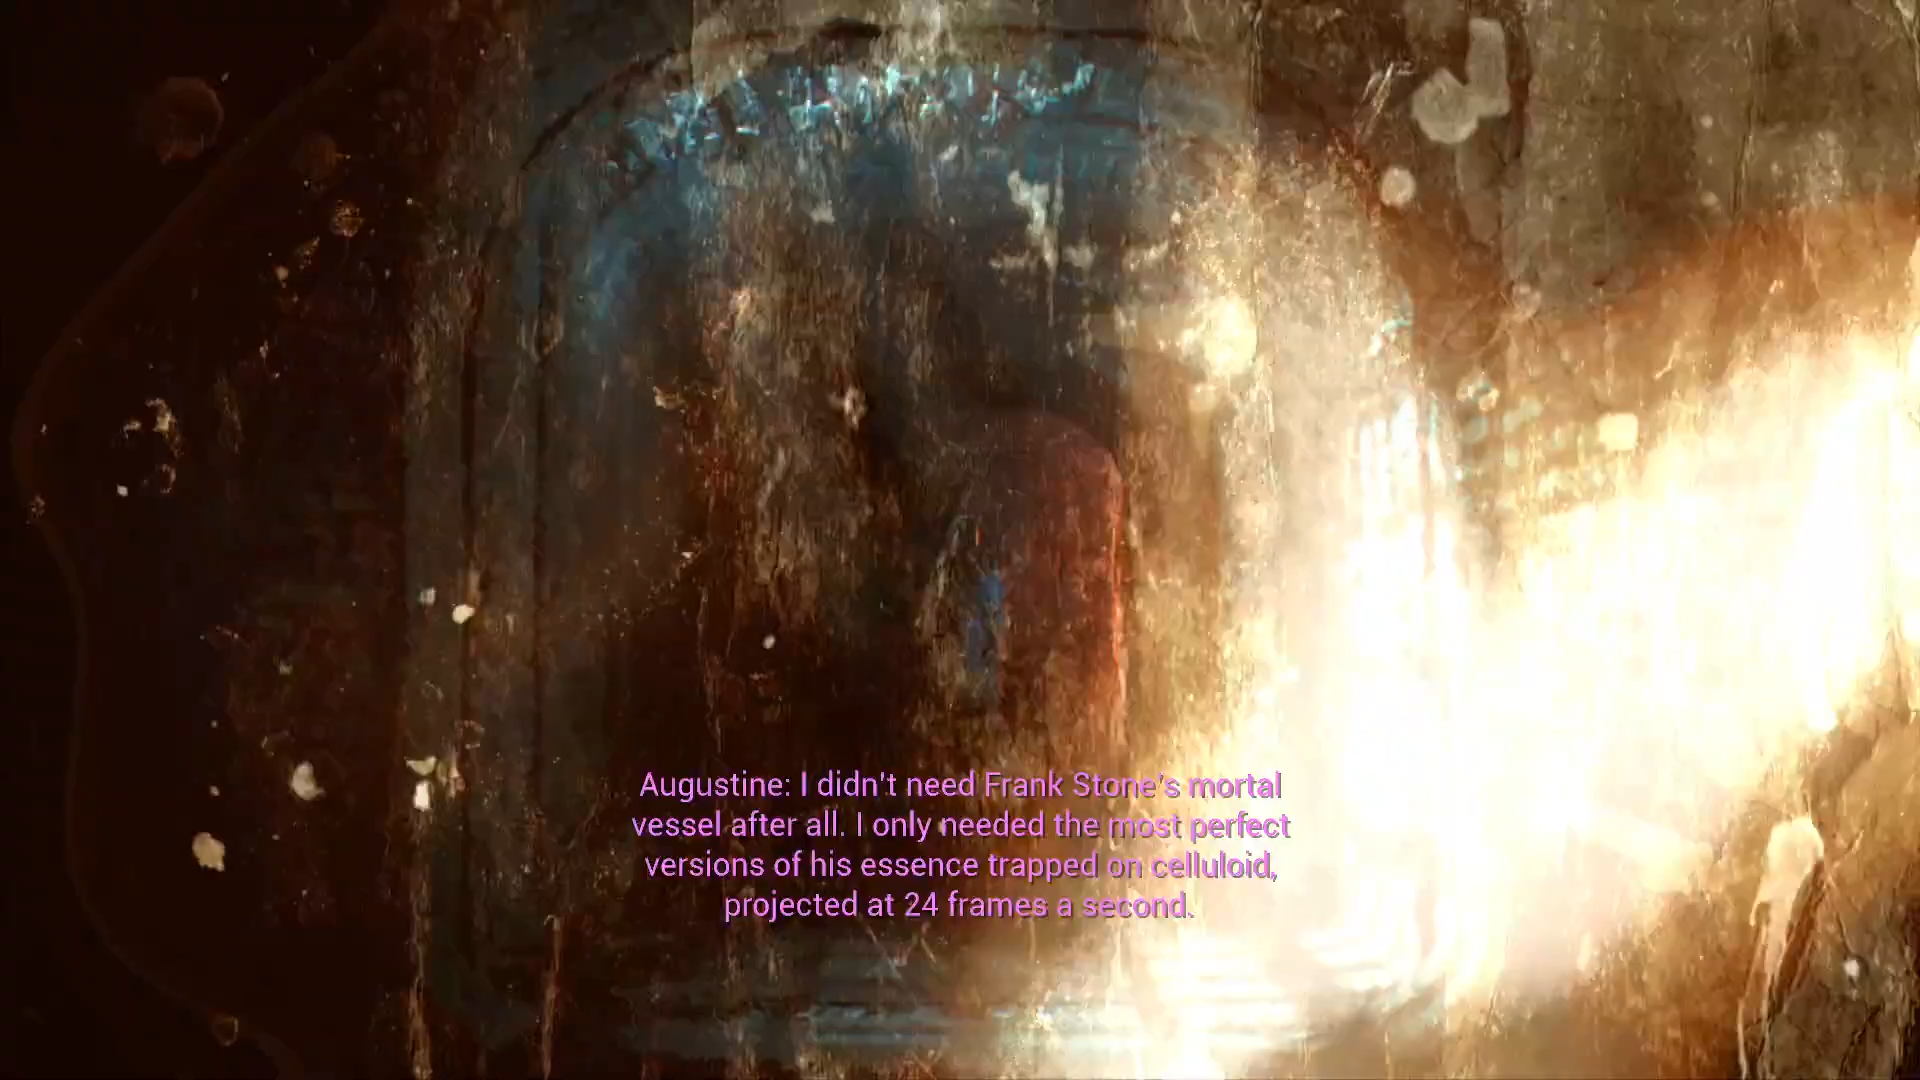 Augustine: I didn't need Frank Stone's mortal
vessel after all. I only needed the most perfect
versions of his essence trapped on celluloid,
projected at 24 frames a second.